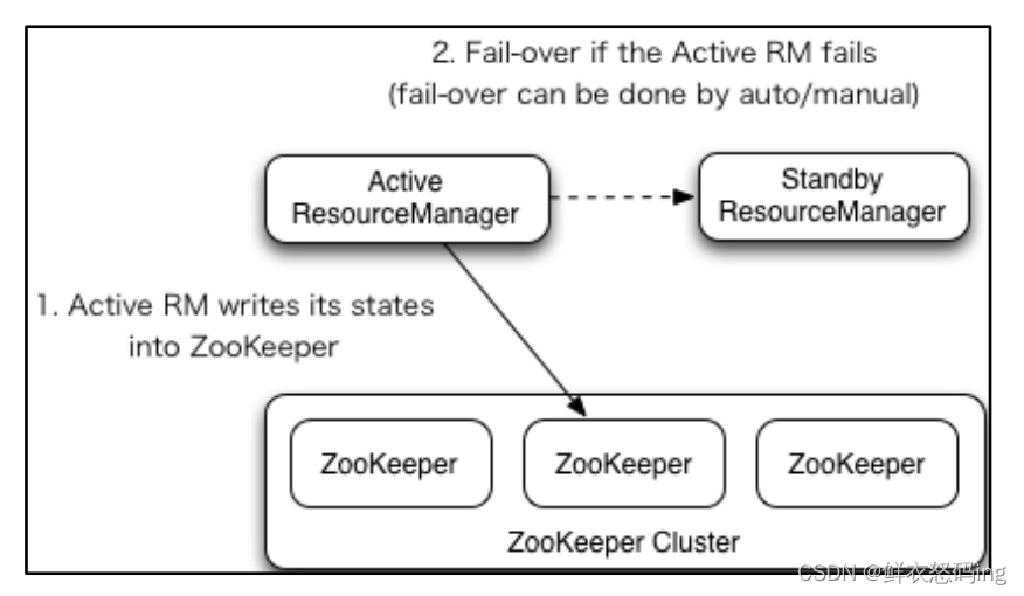 2. Fail-over if the Active RM fails
(fail-over can be done by auto/manual)
Active
ResourceManager
Standby
ResourceManager
1. Active RM writes its states
into ZooKeeper
ZooKeeper
ZooKeeper
ZooKeeper
ZooKeeper Cluster
CSDN @鲜衣怒码ing